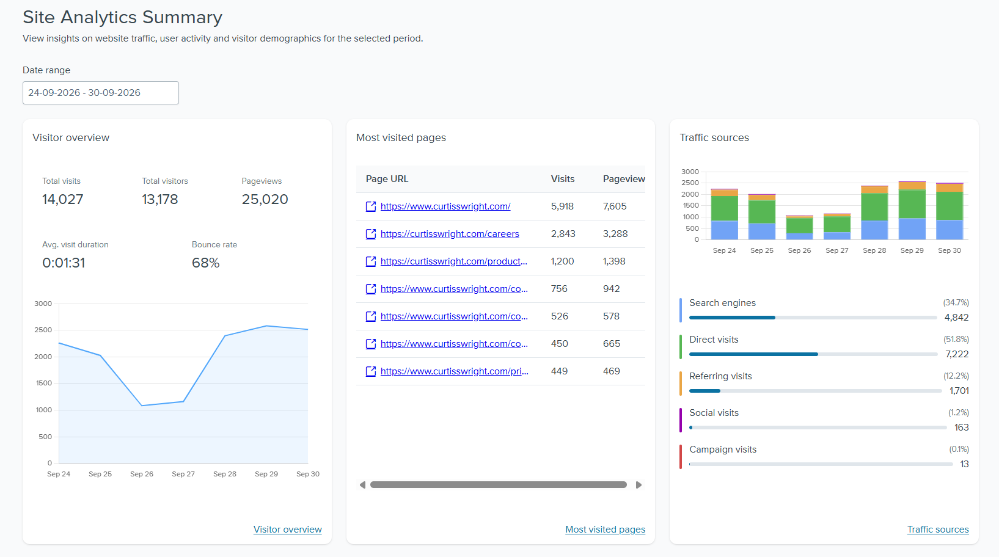 Site Analytics Summary
View insights on website traffic, user activity and visitor demographics for the selected period.
Date range
24-09-2026 - 30-09-2026
Visitor overview
Total visits
14,027
Total visitors
13,178
Pageviews
25,020
Avg. visit duration
0:01:31
Bounce rate
68%
3000
2500
2000
1500
1000
500
0
Sep 24 Sep 25 Sep 26 Sep 27 Sep 28 Sep 29 Sep 30
Visitor overview
Most visited pages
Page URL Visits Pageview
https://www.curtisswright.com/ 5,918 7,605
https://curtisswright.com/careers 2,843 3,288
https://curtisswright.com/product... 1,200 1,398
https://www.curtisswright.com/co... 756 942
https://www.curtisswright.com/co... 526 578
https://www.curtisswright.com/co... 450 665
https://www.curtisswright.com/pri... 449 469
Most visited pages
Traffic sources
3000
2500
2000
1500
1000
500
0
Sep 24 Sep 25 Sep 26 Sep 27 Sep 28 Sep 29 Sep 30
Search engines (34.7%)
4,842
Direct visits (51.8%)
7,222
Referring visits (12.2%)
1,701
Social visits (1.2%)
163
Campaign visits (0.1%)
13
Traffic sources